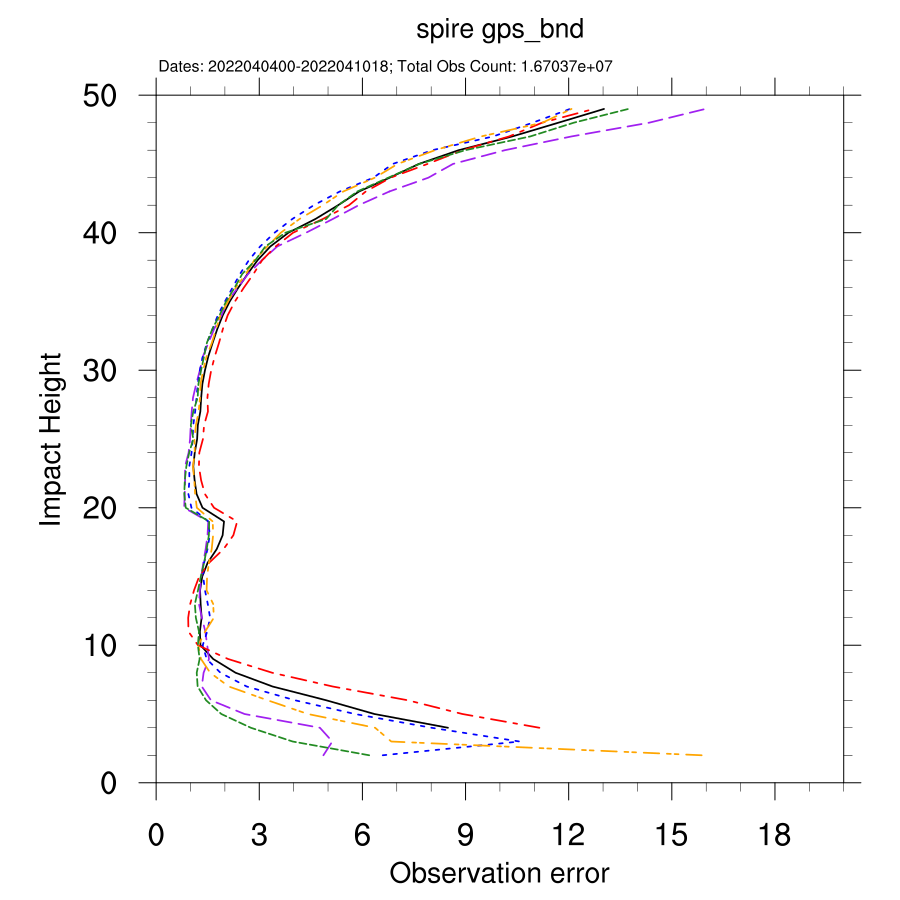 spire gps_bnd
Dates: 2022040400-2022041018; Total Obs Count: 1.67037e+07
50
40
30
20
10
0
Impact Height
0 3 6 9 12 15 18
Observation error